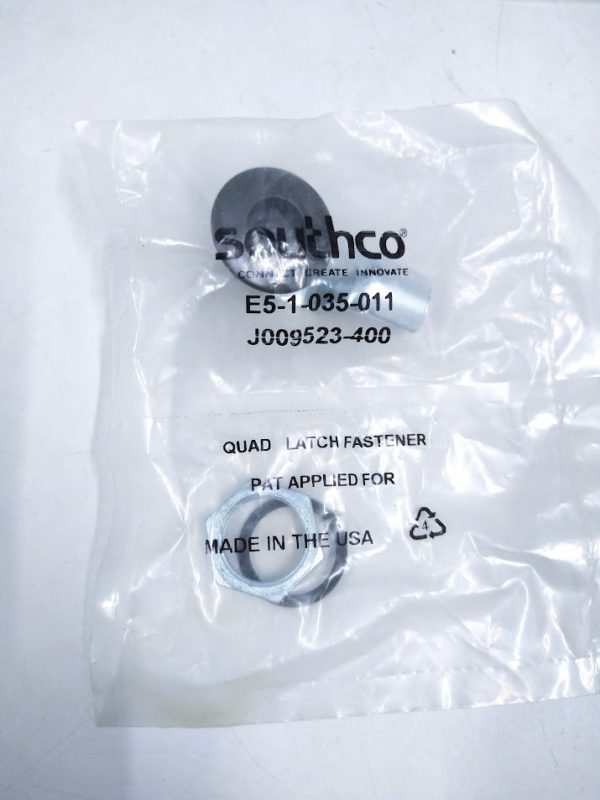 southco®
CONNECT CREATE INNOVATE
E5-1-035-011
J009523-400
QUAD LATCH FASTENER
PAT APPLIED FOR
MADE IN THE USA
4